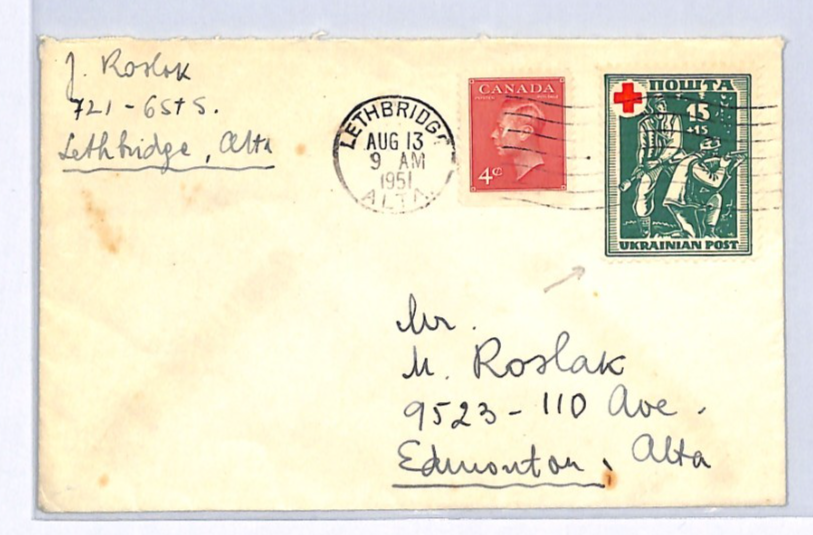 J. Roslak
721 - 6 St S.
Lethbridge, Alta
LETHBRIDGE
AUG 13
9 AM
1951
ALTA.
CANADA
4¢
ПОШТА
15
+15
UKRAINIAN POST
Mr.
M. Roslak
9523 - 110 Ave.
Edmonton, Alta